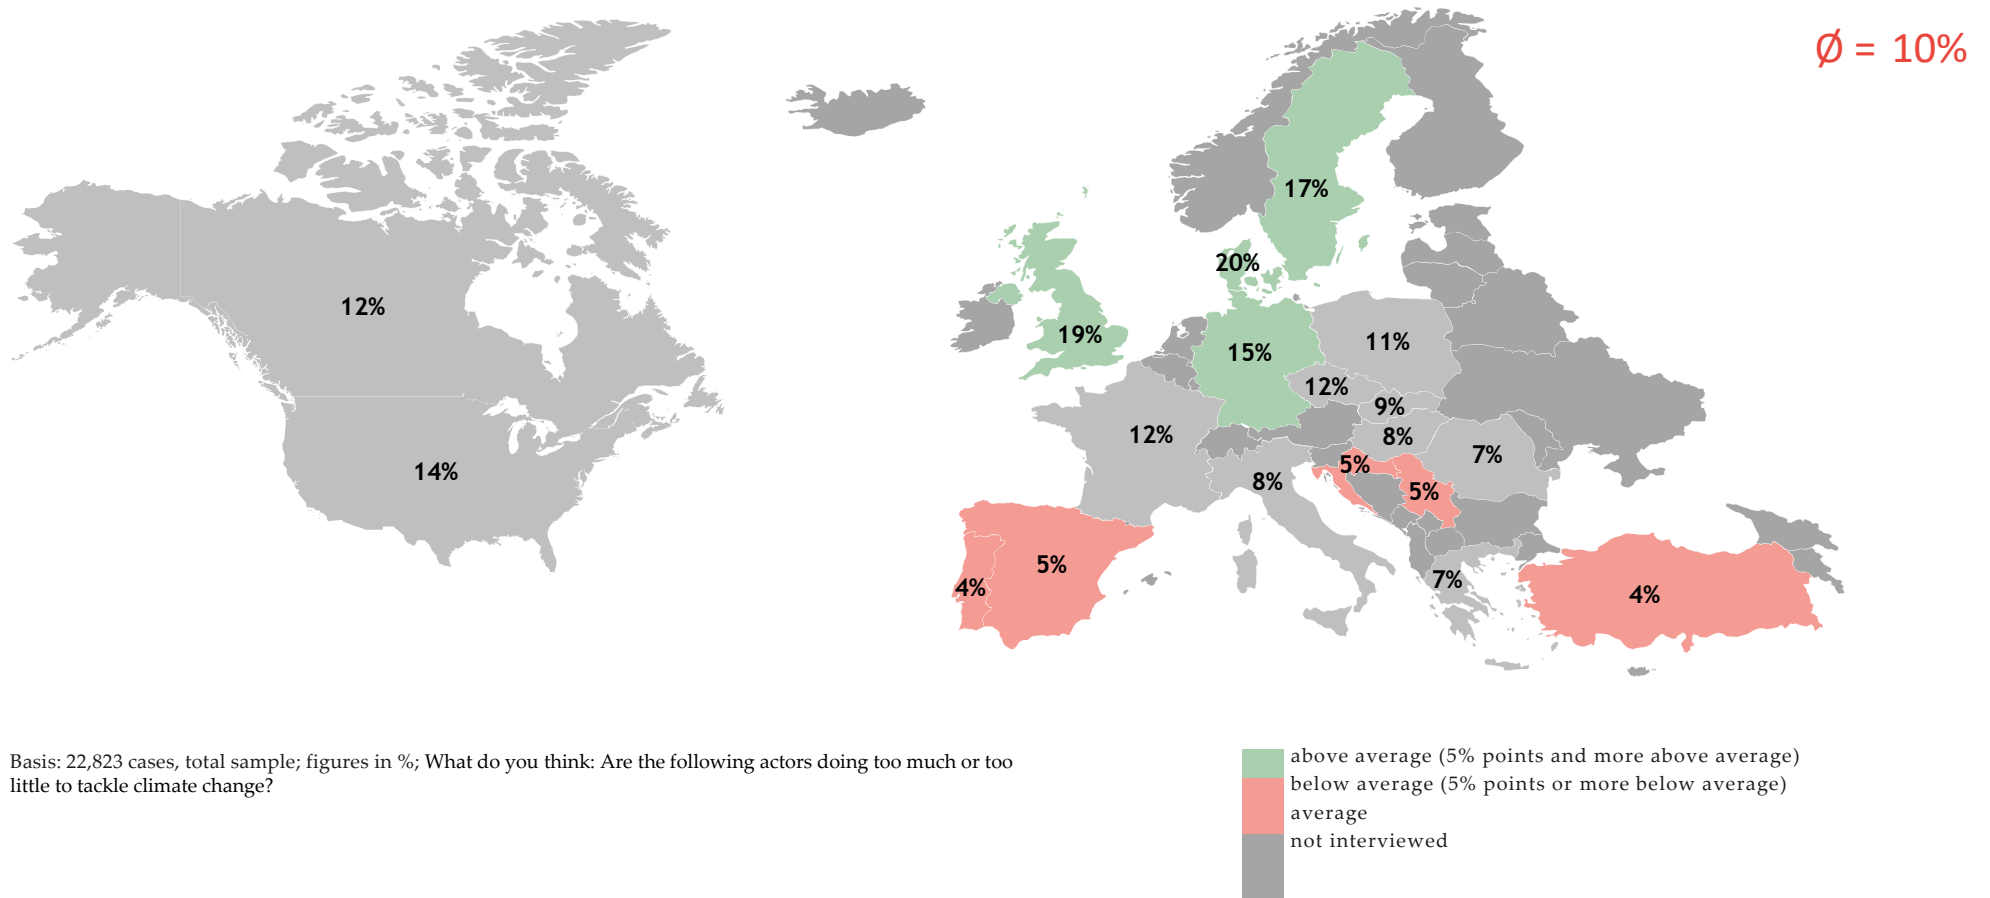 Ø = 10%
17%
20%
12%
19%
11%
15%
12%
9%
12%
8%
7%
14%
5%
8%
5%
5%
7%
4%
4%
Basis: 22,823 cases, total sample; figures in %; What do you think: Are the following actors doing too much or too
little to tackle climate change?
above average (5% points and more above average)
below average (5% points or more below average)
average
not interviewed